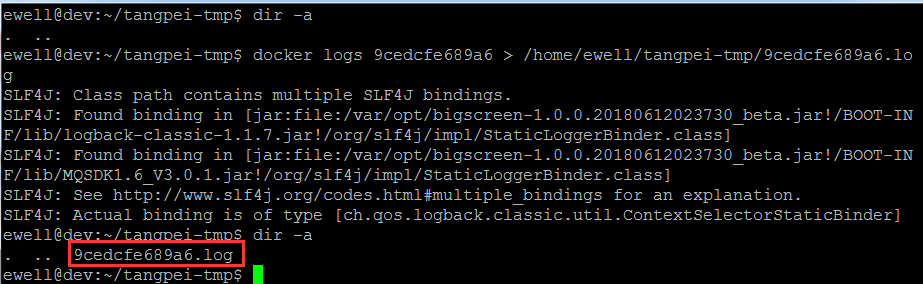 ewell@dev:~/tangpei-tmp$ dir -a
.  ..
ewell@dev:~/tangpei-tmp$ docker logs 9cedcfe689a6 > /home/ewell/tangpei-tmp/9cedcfe689a6.lo
g
SLF4J: Class path contains multiple SLF4J bindings.
SLF4J: Found binding in [jar:file:/var/opt/bigscreen-1.0.0.20180612023730_beta.jar!/BOOT-IN
F/lib/logback-classic-1.1.7.jar!/org/slf4j/impl/StaticLoggerBinder.class]
SLF4J: Found binding in [jar:file:/var/opt/bigscreen-1.0.0.20180612023730_beta.jar!/BOOT-IN
F/lib/MQSDK1.6_V3.0.1.jar!/org/slf4j/impl/StaticLoggerBinder.class]
SLF4J: See http://www.slf4j.org/codes.html#multiple_bindings for an explanation.
SLF4J: Actual binding is of type [ch.qos.logback.classic.util.ContextSelectorStaticBinder]
ewell@dev:~/tangpei-tmp$ dir -a
.  ..  9cedcfe689a6.log
ewell@dev:~/tangpei-tmp$